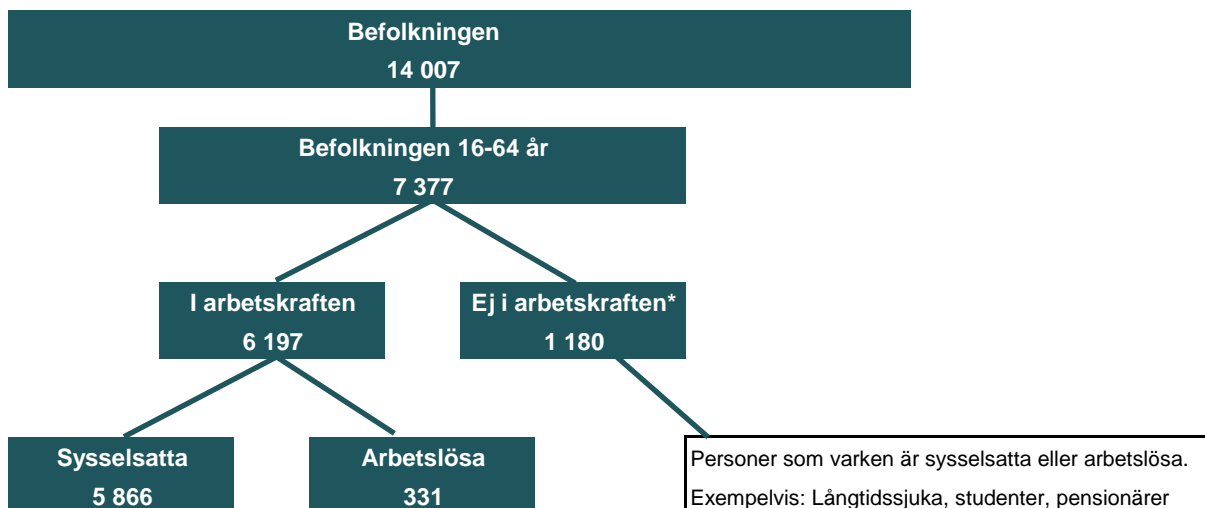 Befolkningen
14 007
Befolkningen 16-64 år
7 377
I arbetskraften
6 197
Ej i arbetskraften*
1 180
Sysselsatta
5 866
Arbetslösa
331
Personer som varken är sysselsatta eller arbetslösa.
Exempelvis: Långtidssjuka, studenter, pensionärer